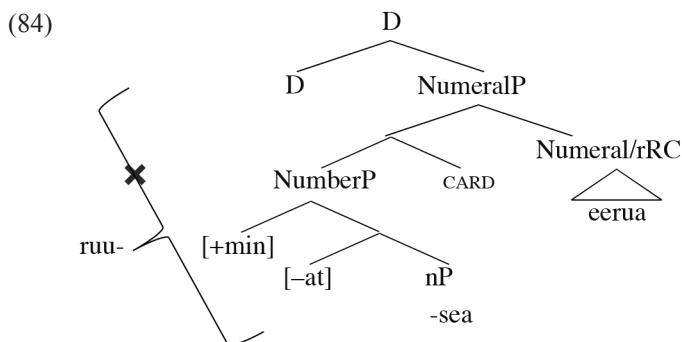 (84)
D
D NumeralP
Numeral/rRC
NumberP CARD
eerua
ruu- [+min]
[–at] nP
-sea